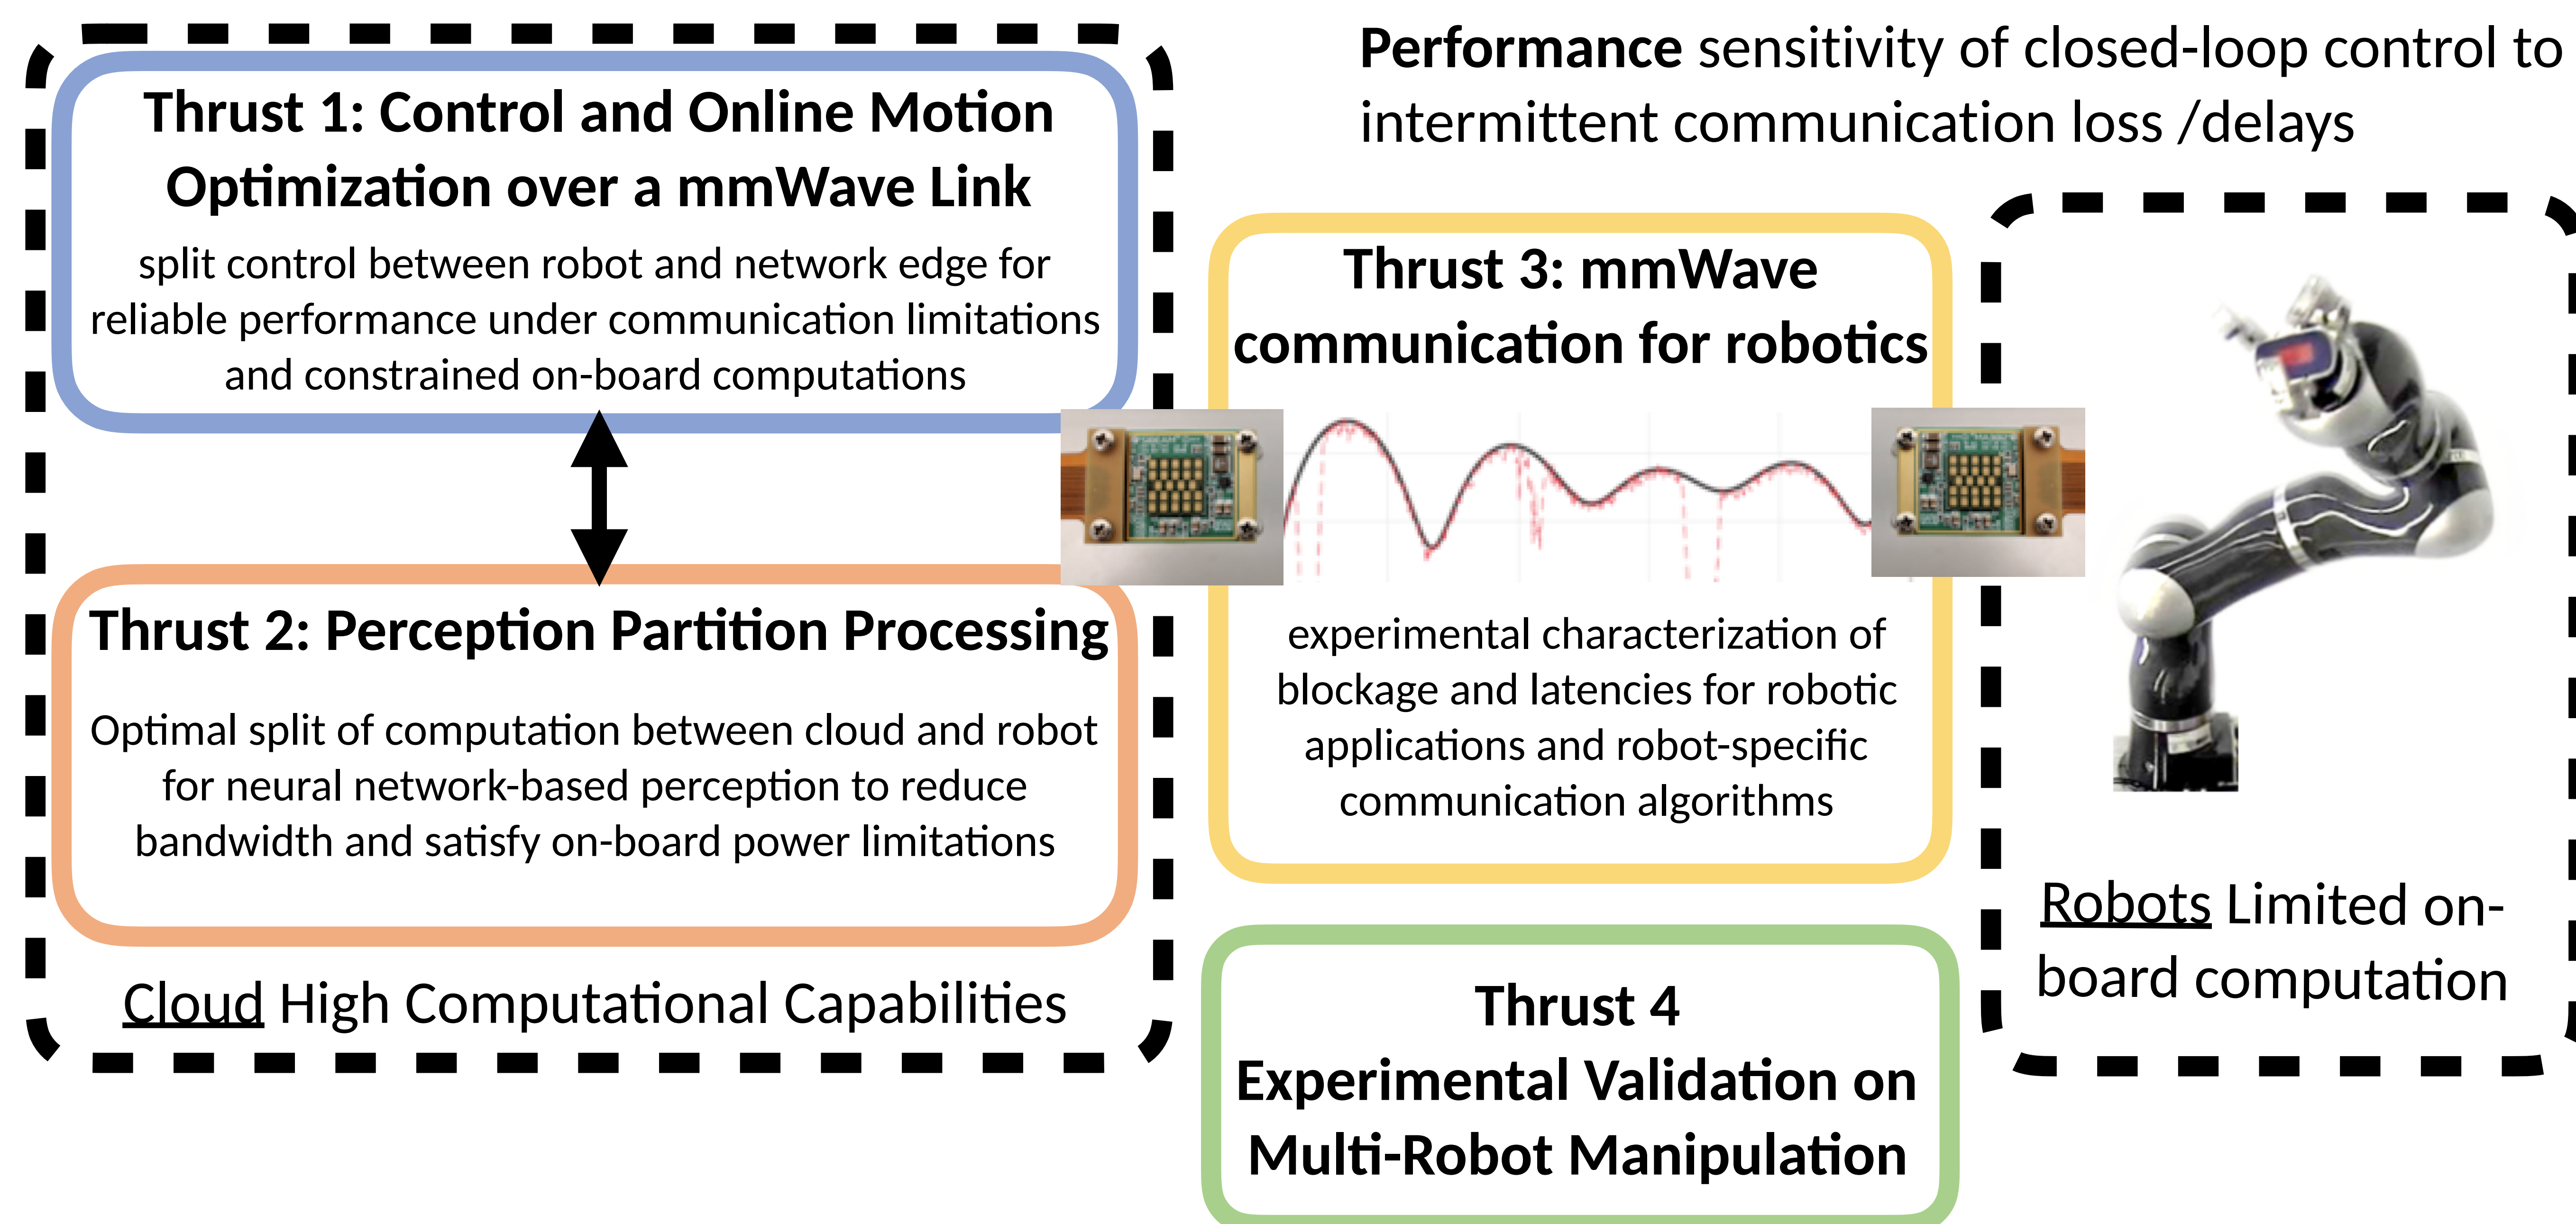 Performance sensitivity of closed-loop control to
intermittent communication loss /delays
Thrust 1: Control and Online Motion
Optimization over a mmWave Link
split control between robot and network edge for
reliable performance under communication limitations
and constrained on-board computations
Thrust 2: Perception Partition Processing
Optimal split of computation between cloud and robot
for neural network-based perception to reduce
bandwidth and satisfy on-board power limitations
Cloud High Computational Capabilities
Thrust 3: mmWave
communication for robotics
experimental characterization of
blockage and latencies for robotic
applications and robot-specific
communication algorithms
Thrust 4
Experimental Validation on
Multi-Robot Manipulation
Robots Limited on-
board computation